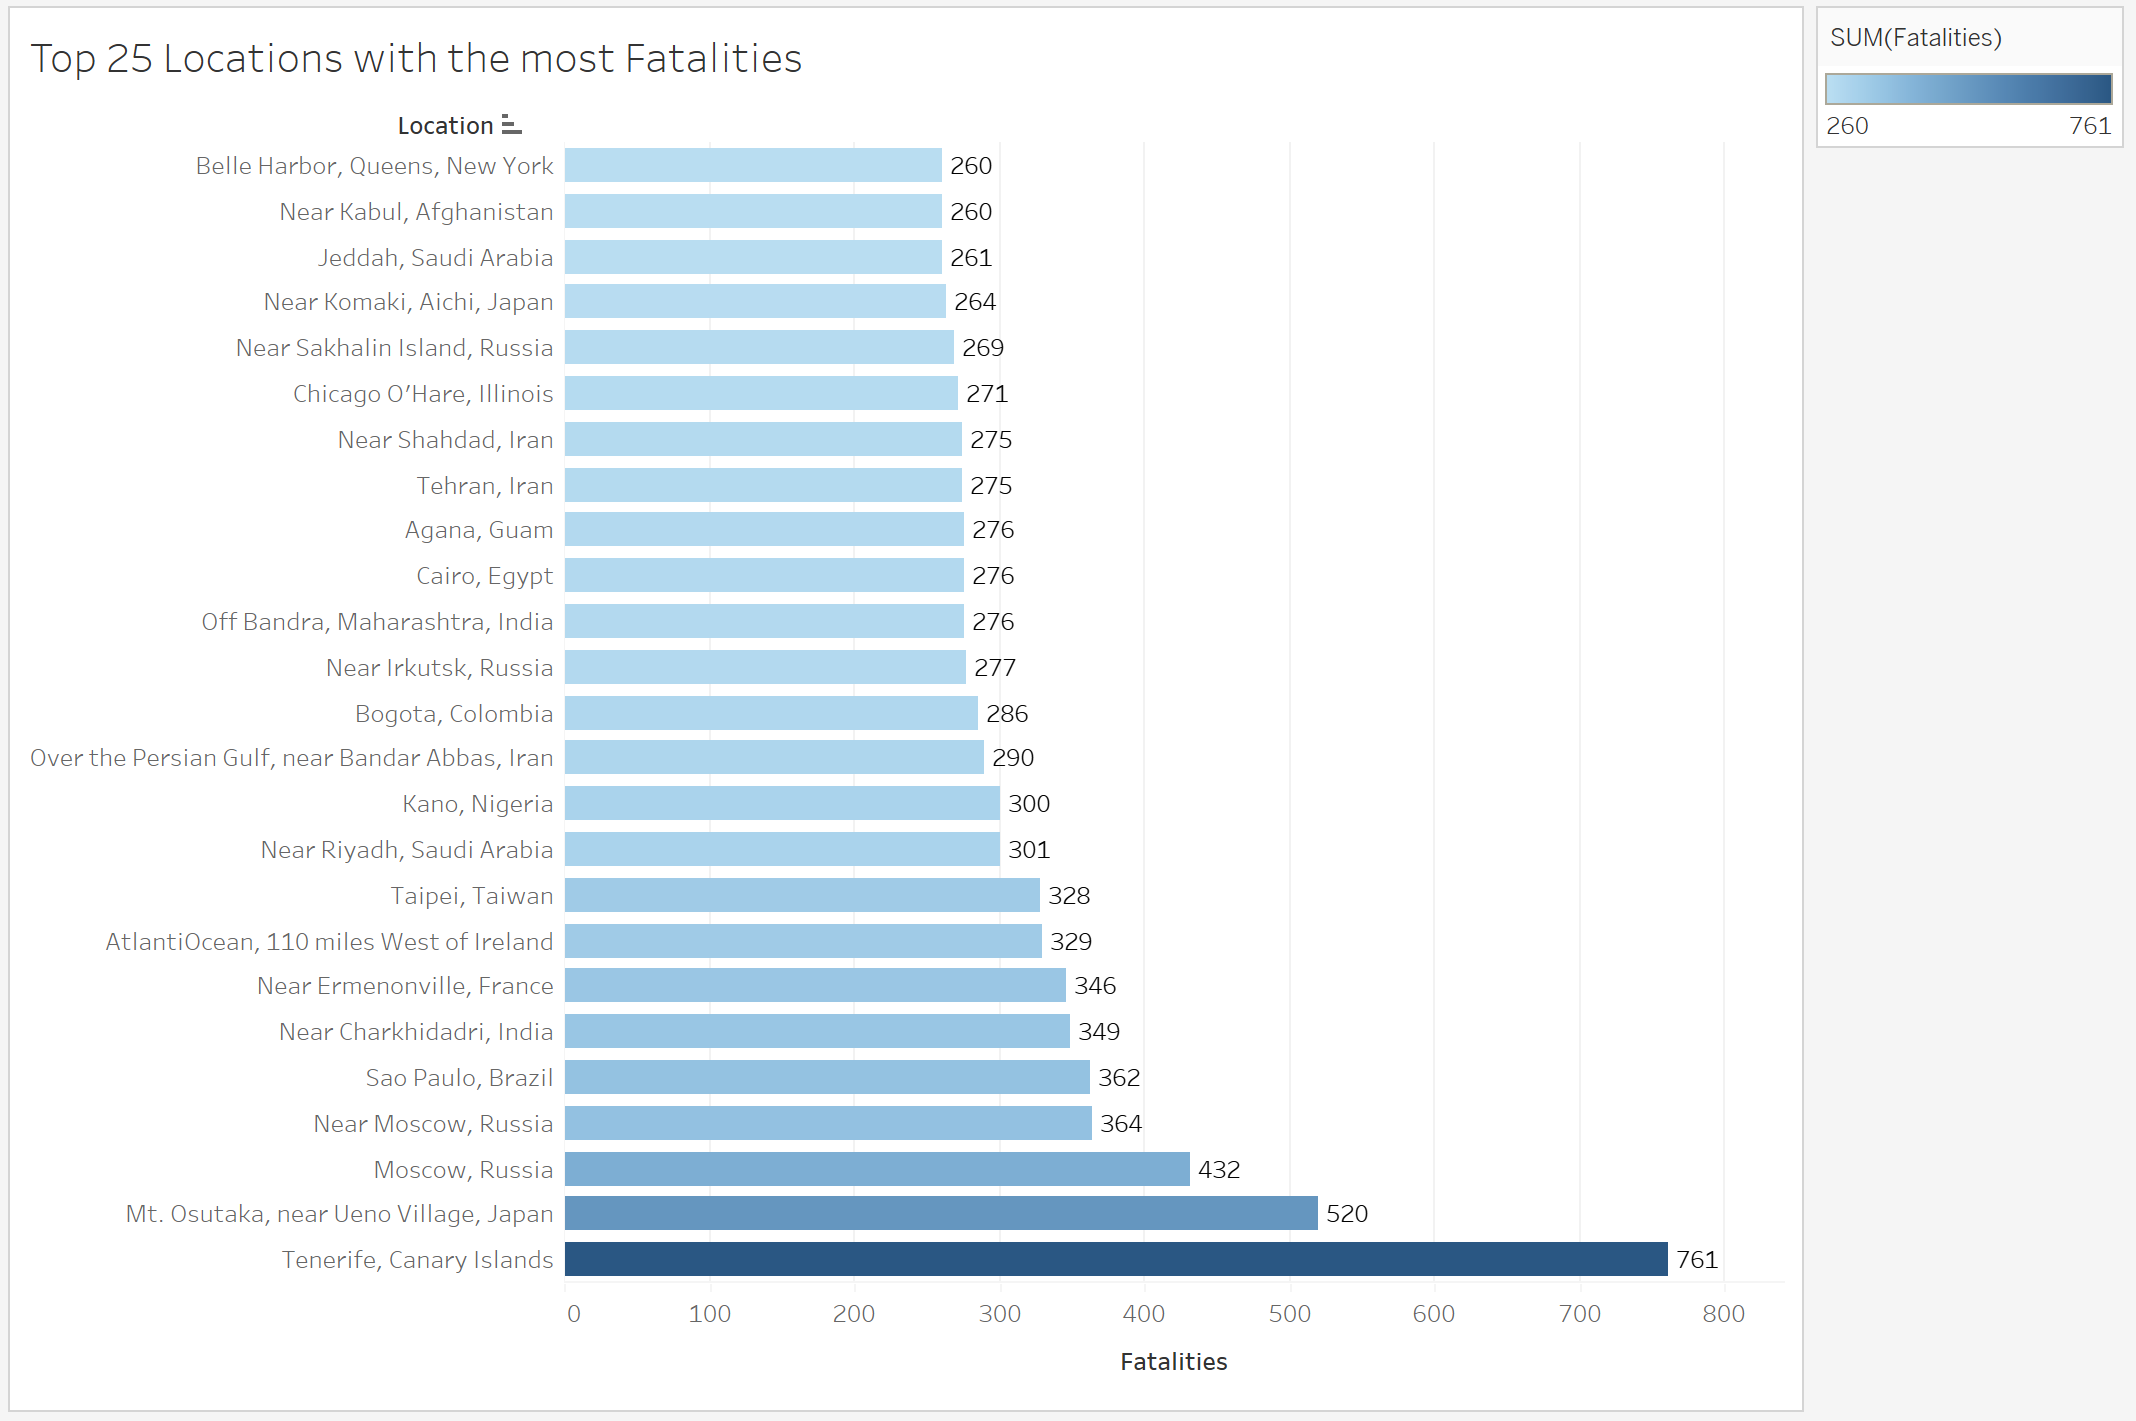 Top 25 Locations with the most Fatalities
Location
Belle Harbor, Queens, New York 260
Near Kabul, Afghanistan 260
Jeddah, Saudi Arabia 261
Near Komaki, Aichi, Japan 264
Near Sakhalin Island, Russia 269
Chicago O’Hare, Illinois 271
Near Shahdad, Iran 275
Tehran, Iran 275
Agana, Guam 276
Cairo, Egypt 276
Off Bandra, Maharashtra, India 276
Near Irkutsk, Russia 277
Bogota, Colombia 286
Over the Persian Gulf, near Bandar Abbas, Iran 290
Kano, Nigeria 300
Near Riyadh, Saudi Arabia 301
Taipei, Taiwan 328
AtlantiOcean, 110 miles West of Ireland 329
Near Ermenonville, France 346
Near Charkhidadri, India 349
Sao Paulo, Brazil 362
Near Moscow, Russia 364
Moscow, Russia 432
Mt. Osutaka, near Ueno Village, Japan 520
Tenerife, Canary Islands 761
0 100 200 300 400 500 600 700 800
Fatalities
SUM(Fatalities)
260 761